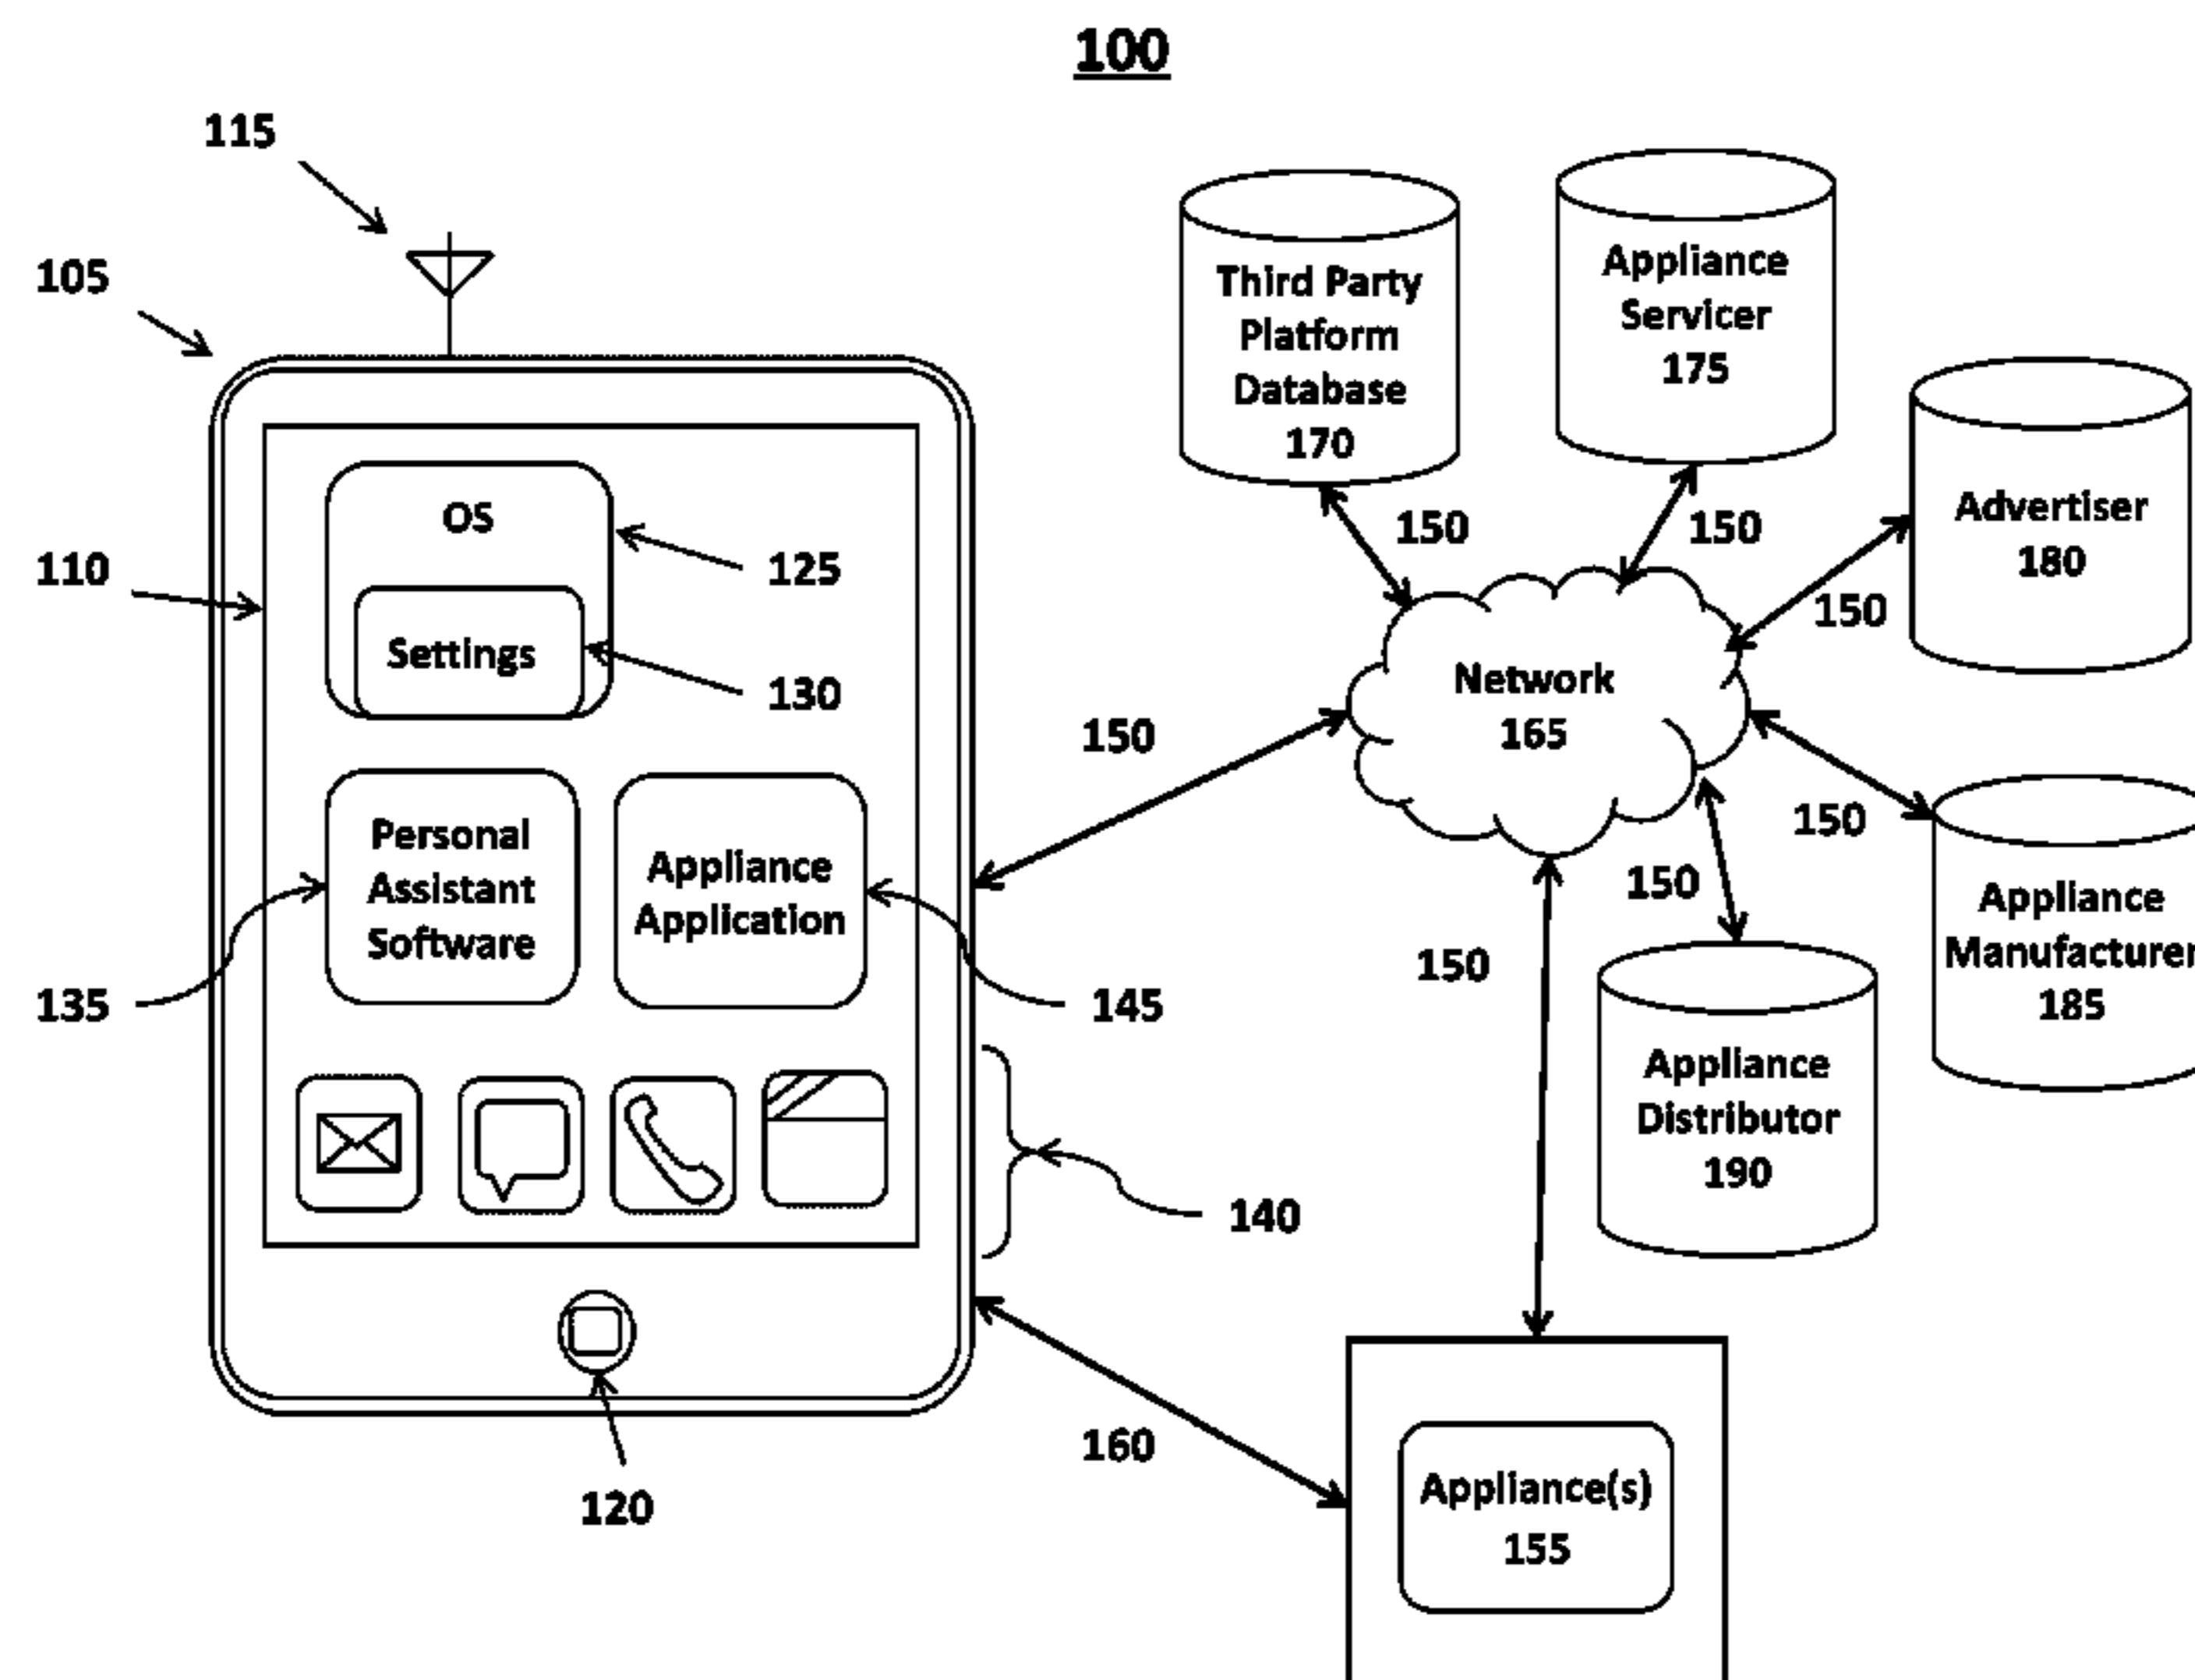 100
115
105
110
OS
125
Settings
130
Personal
Assistant
Software
Appliance
Application
135
145
140
120
150
160
Third Party
Platform
Database
170
Appliance
Servicer
175
Advertiser
180
150
150
150
Network
165
150
150
150
Appliance
Manufacturer
185
Appliance
Distributor
190
Appliance(s)
155